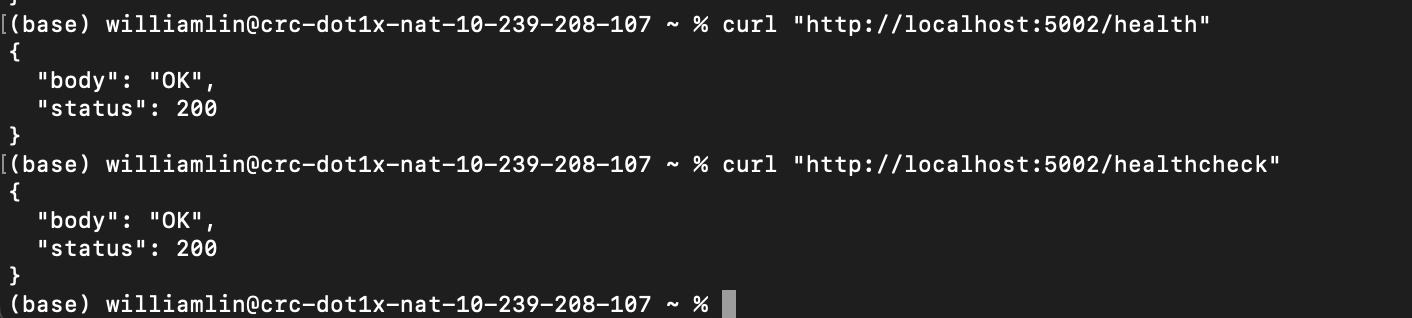 }
[(base) williamlin@crc-dot1x-nat-10-239-208-107 ~ % curl "http://localhost:5002/health"
{
  "body": "OK",
  "status": 200
}
[(base) williamlin@crc-dot1x-nat-10-239-208-107 ~ % curl "http://localhost:5002/healthcheck"
{
  "body": "OK",
  "status": 200
}
(base) williamlin@crc-dot1x-nat-10-239-208-107 ~ %